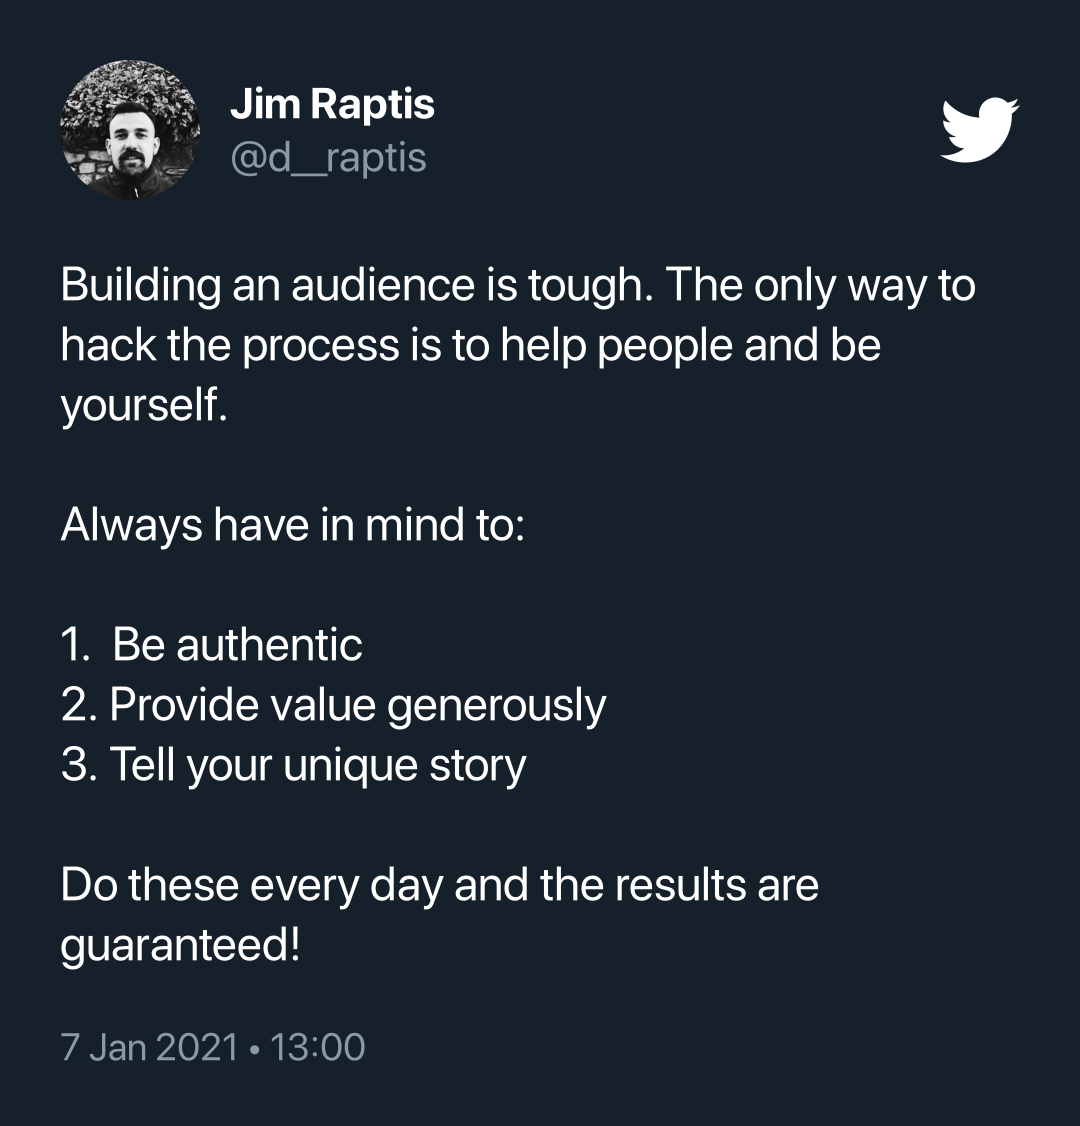 Jim Raptis
@d__raptis
Building an audience is tough. The only way to
hack the process is to help people and be
yourself.
Always have in mind to:
1. Be authentic
2. Provide value generously
3. Tell your unique story
Do these every day and the results are
guaranteed!
7 Jan 2021 • 13:00